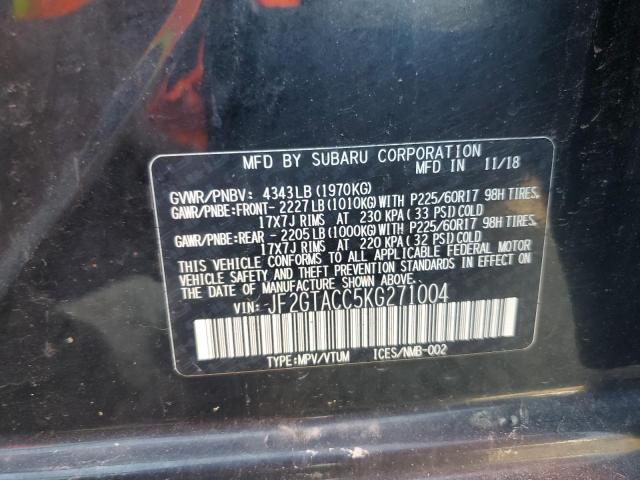 MFD BY SUBARU CORPORATION
MFD IN 11/18
GVWR/PNBV: 4343LB (1970KG)
GAWR/PNBE:FRONT- 2227LB (1010KG)WITH P225/60R17 98H TIRES,
17X7J RIMS AT 230 KPA (33 PSI)COLD
GAWR/PNBE:REAR - 2205LB (1000KG)WITH P225/60R17 98H TIRES,
17X7J RIMS AT 220 KPA (32 PSI)COLD
THIS VEHICLE CONFORMS TO ALL APPLICABLE FEDERAL MOTOR
VEHICLE SAFETY AND THEFT PREVENTION STANDARDS IN EFFECT ON
THE DATE OF MANUFACTURE SHOWN ABOVE.
VIN: JF2GTACC5KG271004
TYPE:MPV/VTUM ICES/NMB-002